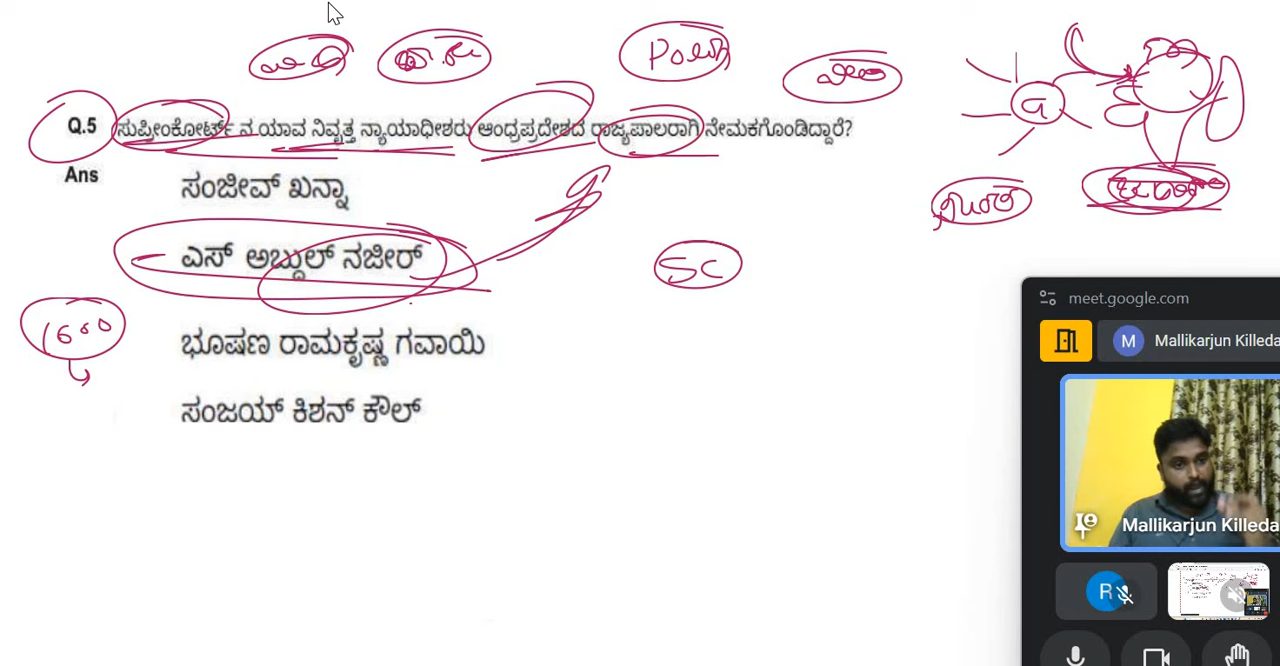 Q.5 ಸುಪ್ರೀಂಕೋರ್ಟ್ ನ ಯಾವ ನಿವೃತ್ತ ನ್ಯಾಯಾಧೀಶರು ಆಂಧ್ರಪ್ರದೇಶದ ರಾಜ್ಯಪಾಲರಾಗಿ ನೇಮಕಗೊಂಡಿದ್ದಾರೆ?
Ans
ಸಂಜೀವ್ ಖನ್ನಾ
ಎಸ್ ಅಬ್ದುಲ್ ನಜೀರ್
SC
1600
ಭೂಷಣ ರಾಮಕೃಷ್ಣ ಗವಾಯಿ
ಸಂಜಯ್ ಕಿಶನ್ ಕೌಲ್
meet.google.com
M Mallikarjun Killeda
Mallikarjun Killeda
R